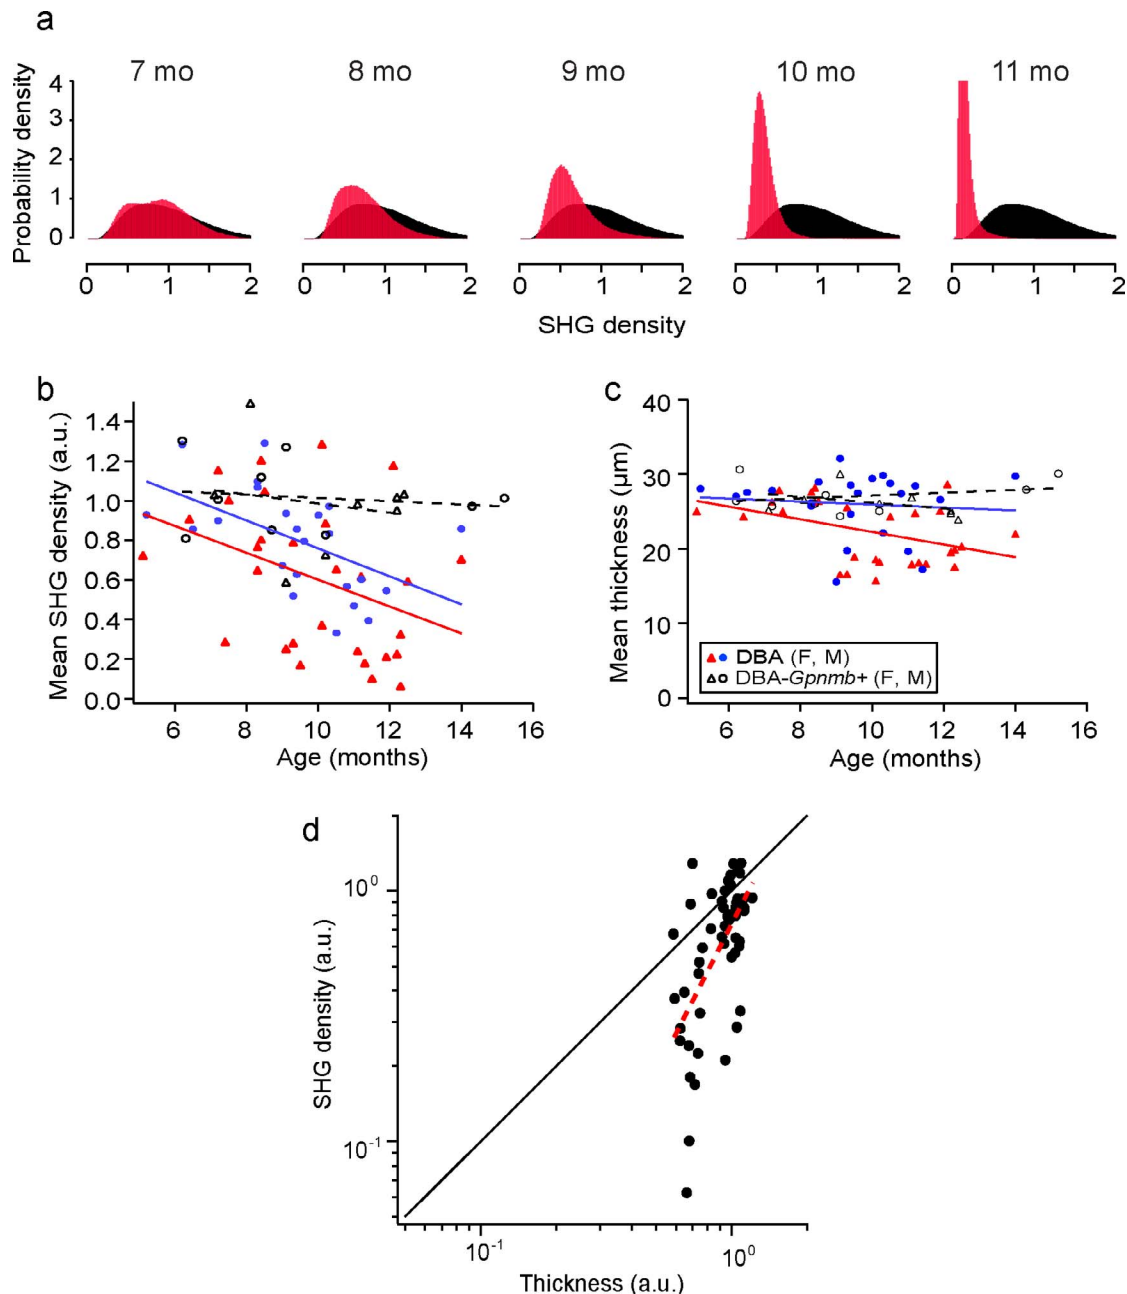 a
7 mo 8 mo 9 mo 10 mo 11 mo
Probability density
4
3
2
1
0
0 1 2 0 1 2 0 1 2 0 1 2 0 1 2
SHG density
b
Mean SHG density (a.u.)
1.4
1.2
1.0
0.8
0.6
0.4
0.2
0.0
6 8 10 12 14 16
Age (months)
c
Mean thickness (µm)
40
30
20
10
0
DBA (F, M)
DBA-Gpnmb+ (F, M)
6 8 10 12 14 16
Age (months)
d
SHG density (a.u.)
10⁰
10⁻¹
10⁻¹ 10⁰
Thickness (a.u.)